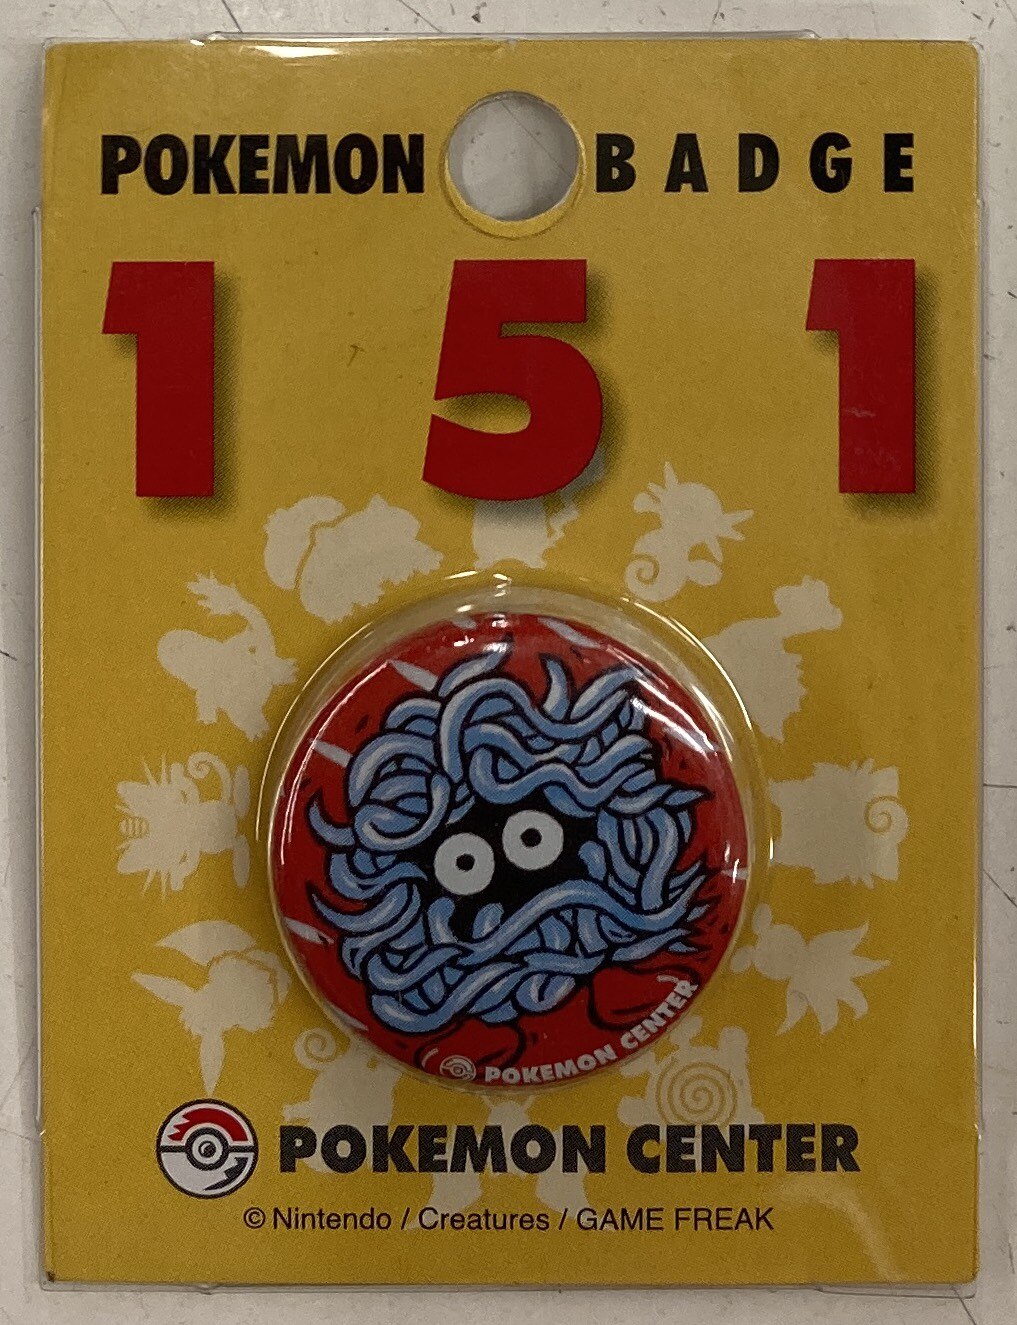 POKEMON BADGE
151
POKEMON CENTER
POKEMON CENTER
© Nintendo / Creatures / GAME FREAK